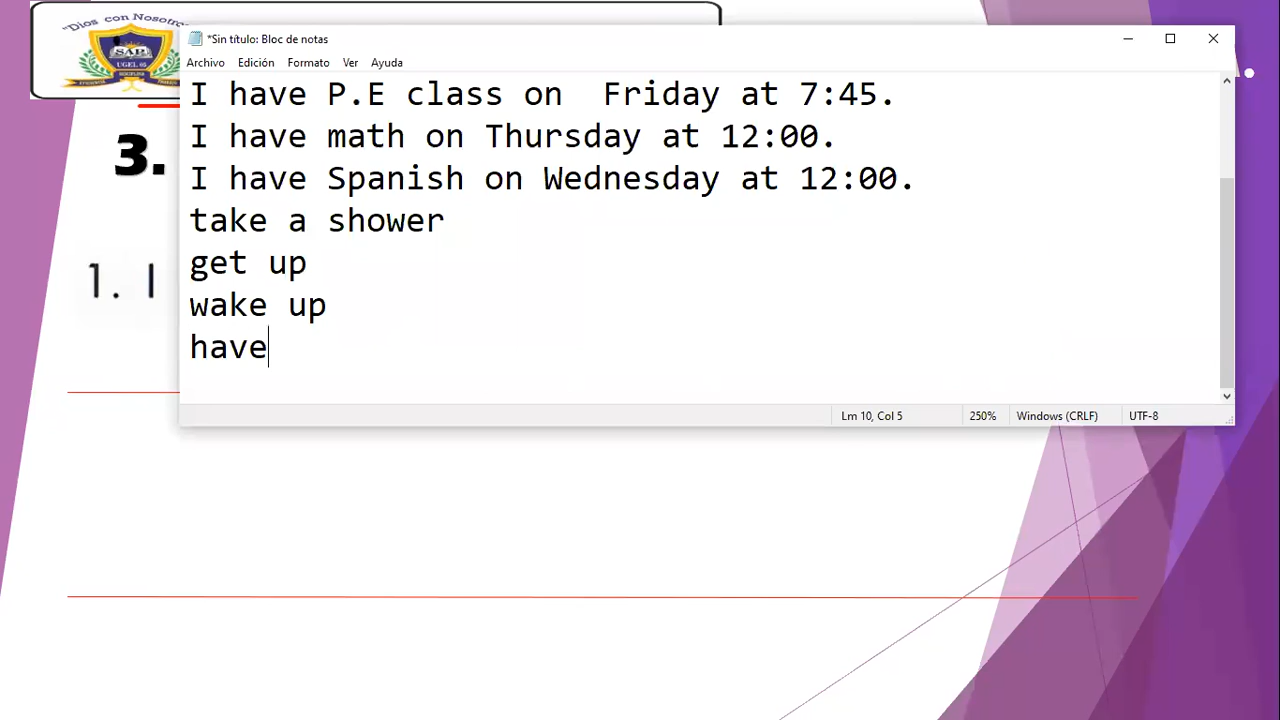 "Dios con Nosotro
SAB
UGEL 05
*Sin título: Bloc de notas
Archivo Edición Formato Ver Ayuda
I have P.E class on  Friday at 7:45.
I have math on Thursday at 12:00.
I have Spanish on Wednesday at 12:00.
take a shower
get up
wake up
have
Lm 10, Col 5 250% Windows (CRLF) UTF-8
3.
1. I